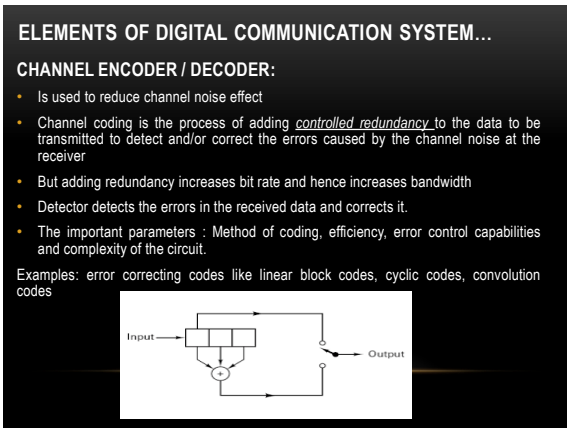 ELEMENTS OF DIGITAL COMMUNICATION SYSTEM…
CHANNEL ENCODER / DECODER:
• Is used to reduce channel noise effect
• Channel coding is the process of adding controlled redundancy to the data to be
transmitted to detect and/or correct the errors caused by the channel noise at the
receiver
• But adding redundancy increases bit rate and hence increases bandwidth
• Detector detects the errors in the received data and corrects it.
• The important parameters : Method of coding, efficiency, error control capabilities
and complexity of the circuit.
Examples: error correcting codes like linear block codes, cyclic codes, convolution
codes
Input
+
Output